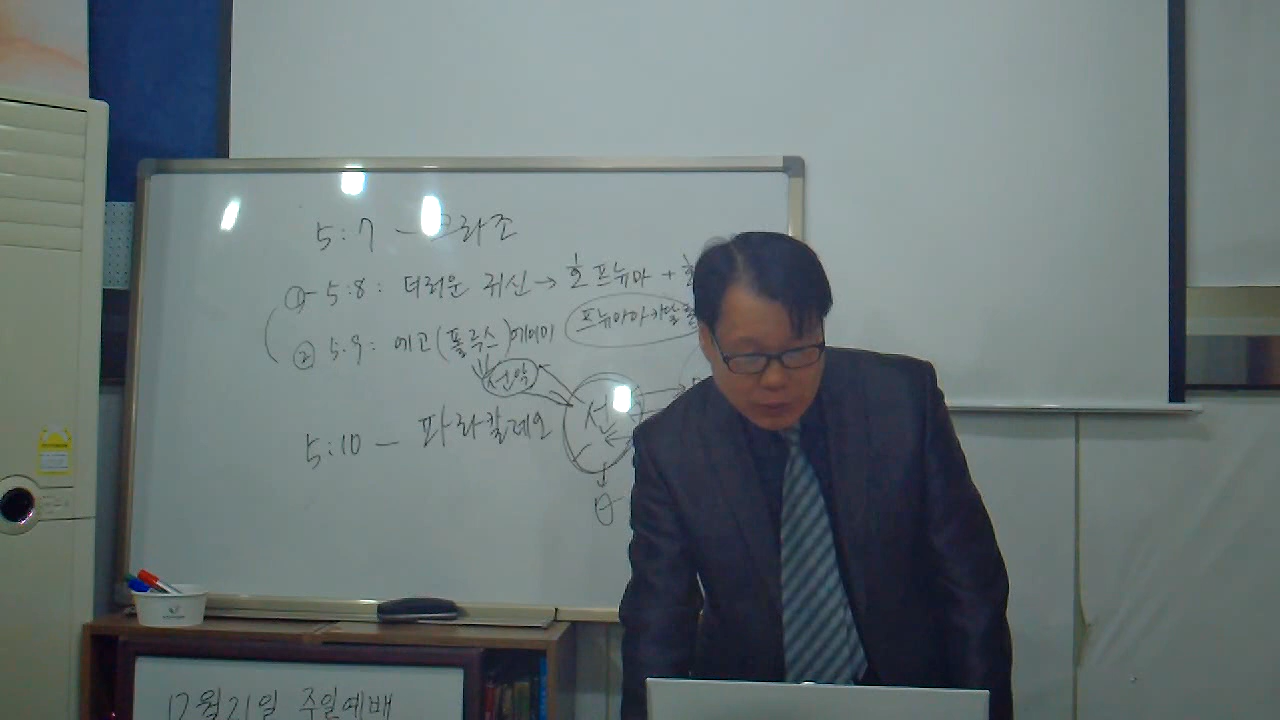 5:7 - 크라조
① - 5:8: 더러운 귀신 → 호 프뉴마 + 호
② 5:9: 에고 (폴루스) 에이미 프뉴마 아카달
선악 선
5:10 - 파라칼레오
12월 21일 주일예배